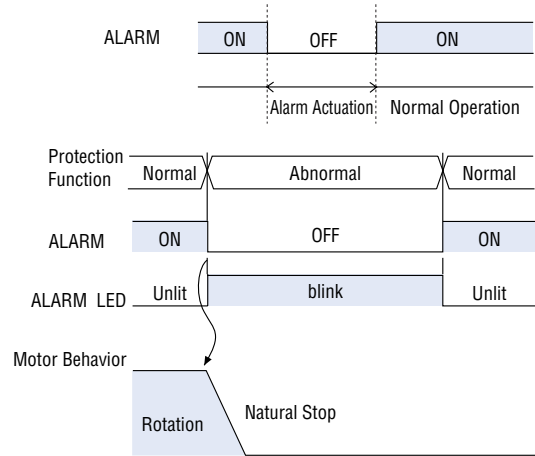 ALARM ON OFF ON
Alarm Actuation Normal Operation
Protection
Function Normal Abnormal Normal
ALARM ON OFF ON
ALARM LED Unlit blink Unlit
Motor Behavior
Rotation Natural Stop